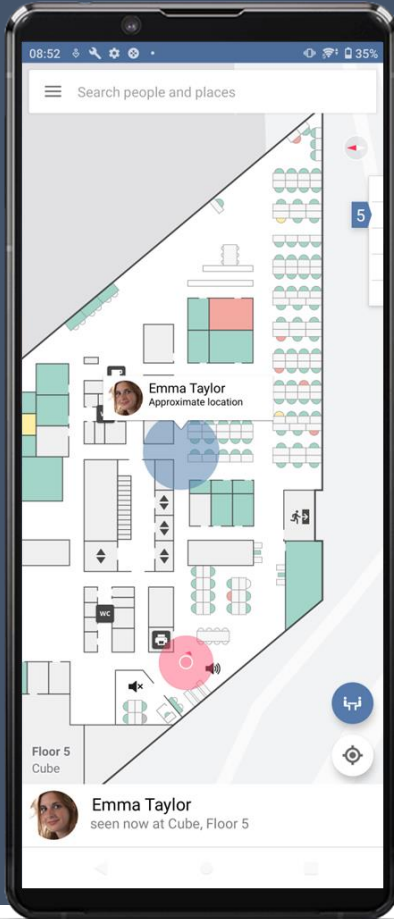 08:52
35%
Search people and places
5
Emma Taylor
Approximate location
WC
Floor 5
Cube
Emma Taylor
seen now at Cube, Floor 5